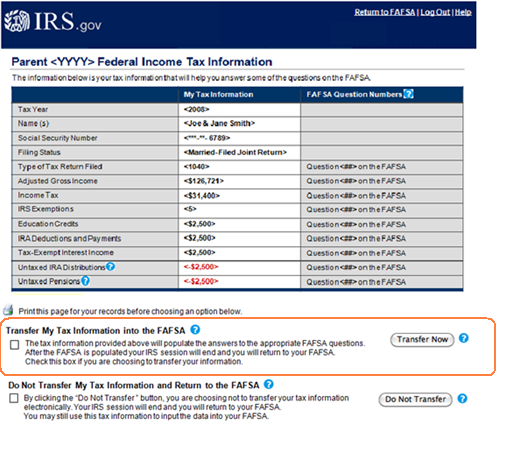 IRS.gov
Return to FAFSA | Log Out | Help
Parent <YYYY> Federal Income Tax Information
The information below is your tax information that will help you answer some of the questions on the FAFSA.
My Tax Information FAFSA Question Numbers ?
Tax Year <2008>
Name (s) <Joe & Jane Smith>
Social Security Number <***-**- 6789>
Filing Status <Married-Filed Joint Return>
Type of Tax Return Filed <1040> Question <##> on the FAFSA
Adjusted Gross Income <$126,721> Question <##> on the FAFSA
Income Tax <$31,400> Question <##> on the FAFSA
IRS Exemptions <5> Question <##> on the FAFSA
Education Credits <$2,500> Question <##> on the FAFSA
IRA Deductions and Payments <$2,500> Question <##> on the FAFSA
Tax-Exempt Interest Income <$2,500> Question <##> on the FAFSA
Untaxed IRA Distributions ? <-$2,500> Question <##> on the FAFSA
Untaxed Pensions ? <-$2,500> Question <##> on the FAFSA
Print this page for your records before choosing an option below.
Transfer My Tax Information into the FAFSA ?
The tax information provided above will populate the answers to the appropriate FAFSA questions.
After the FAFSA is populated your IRS session will end and you will return to your FAFSA.
Check this box if you are choosing to transfer your information.
Transfer Now ?
Do Not Transfer My Tax Information and Return to the FAFSA ?
By clicking the "Do Not Transfer" button, you are choosing not to transfer your tax information
electronically. Your IRS session will end and you will return to your FAFSA.
You may still use this tax information to input the data into your FAFSA.
Do Not Transfer ?